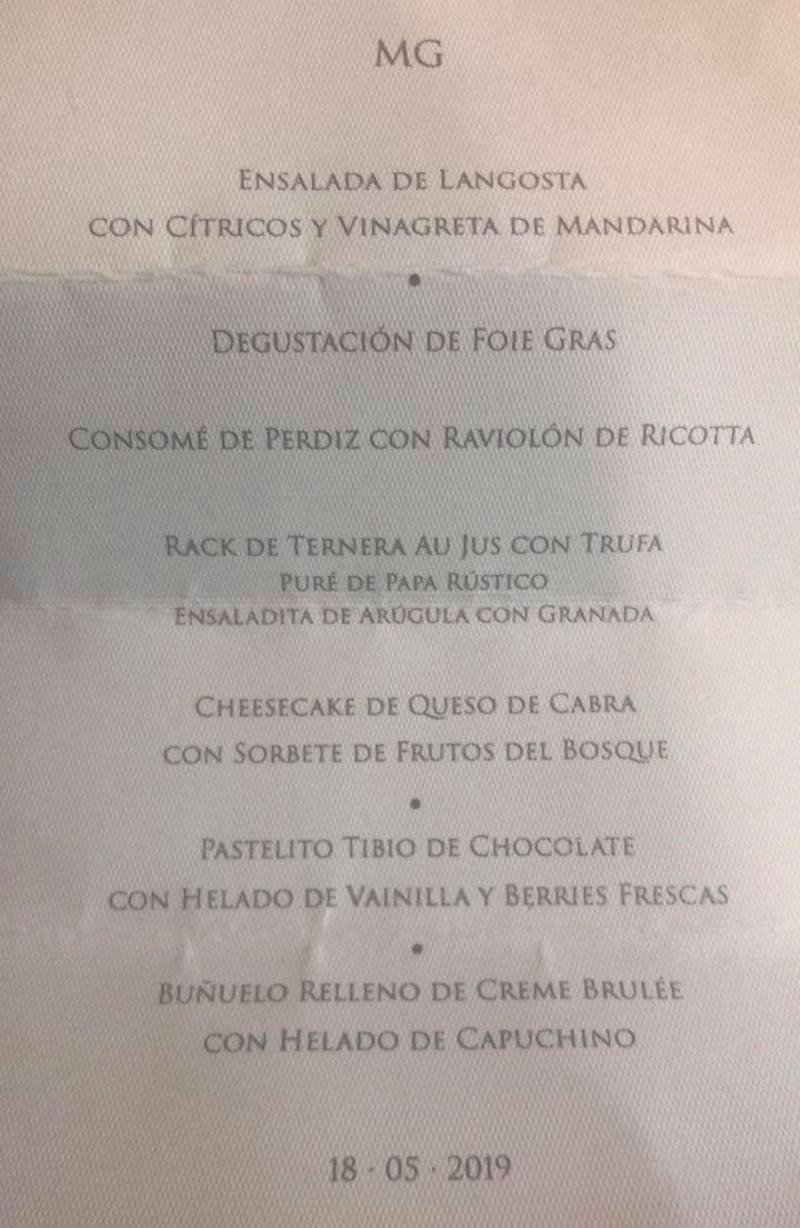 MG
ENSALADA DE LANGOSTA
CON CÍTRICOS Y VINAGRETA DE MANDARINA
•
DEGUSTACIÓN DE FOIE GRAS
CONSOMÉ DE PERDIZ CON RAVIOLÓN DE RICOTTA
RACK DE TERNERA AU JUS CON TRUFA
PURÉ DE PAPA RÚSTICO
ENSALADITA DE ARÚGULA CON GRANADA
CHEESECAKE DE QUESO DE CABRA
CON SORBETE DE FRUTOS DEL BOSQUE
•
PASTELITO TIBIO DE CHOCOLATE
CON HELADO DE VAINILLA Y BERRIES FRESCAS
•
BUÑUELO RELLENO DE CREME BRULÉE
CON HELADO DE CAPUCHINO
18 · 05 · 2019